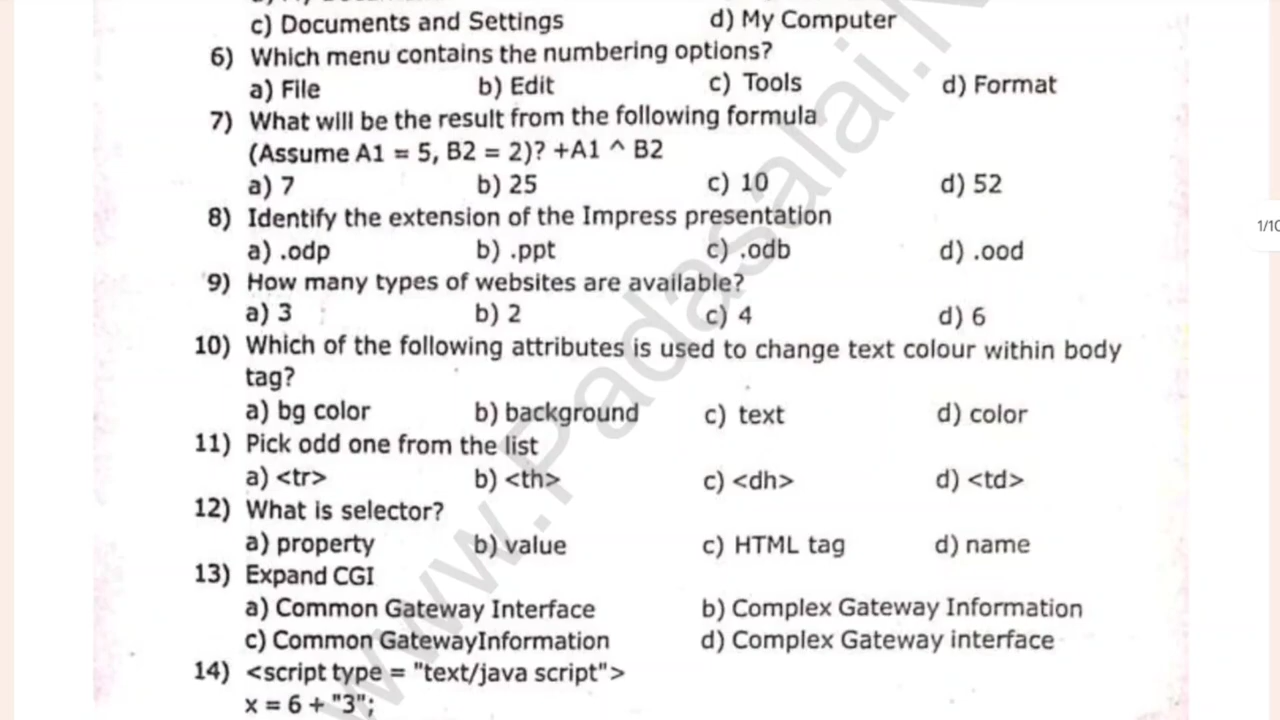 c) Documents and Settings d) My Computer
6) Which menu contains the numbering options?
a) File b) Edit c) Tools d) Format
7) What will be the result from the following formula
(Assume A1 = 5, B2 = 2)? +A1 ^ B2
a) 7 b) 25 c) 10 d) 52
8) Identify the extension of the Impress presentation
a) .odp b) .ppt c) .odb d) .ood
1/10
9) How many types of websites are available?
a) 3 b) 2 c) 4 d) 6
10) Which of the following attributes is used to change text colour within body
tag?
a) bg color b) background c) text d) color
11) Pick odd one from the list
a) <tr> b) <th> c) <dh> d) <td>
12) What is selector?
a) property b) value c) HTML tag d) name
13) Expand CGI
a) Common Gateway Interface b) Complex Gateway Information
c) Common GatewayInformation d) Complex Gateway interface
14) <script type = "text/java script">
x = 6 + "3";
www.Padasalai.N